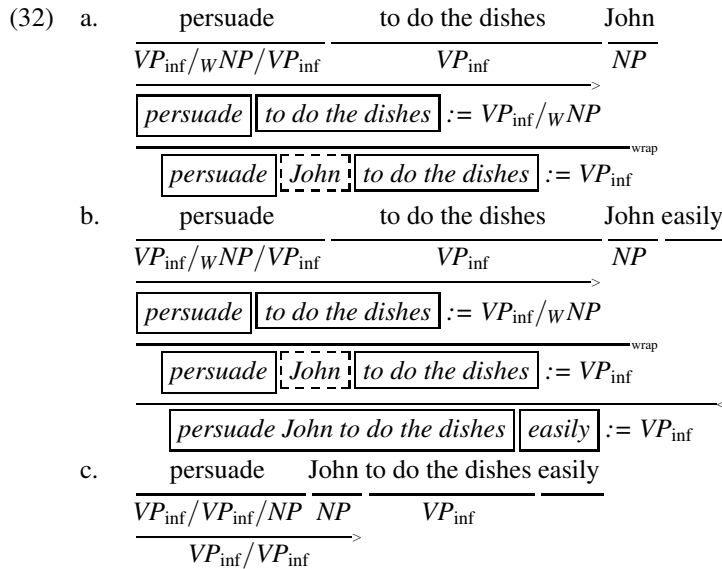 (32) a. persuade to do the dishes John
VP_inf/_W NP/VP_inf VP_inf NP
>
persuade to do the dishes := VP_inf/_W NP
wrap
persuade John to do the dishes := VP_inf
b. persuade to do the dishes John easily
VP_inf/_W NP/VP_inf VP_inf NP
>
persuade to do the dishes := VP_inf/_W NP
wrap
persuade John to do the dishes := VP_inf
<
persuade John to do the dishes easily := VP_inf
c. persuade John to do the dishes easily
VP_inf/VP_inf/NP NP VP_inf
>
VP_inf/VP_inf